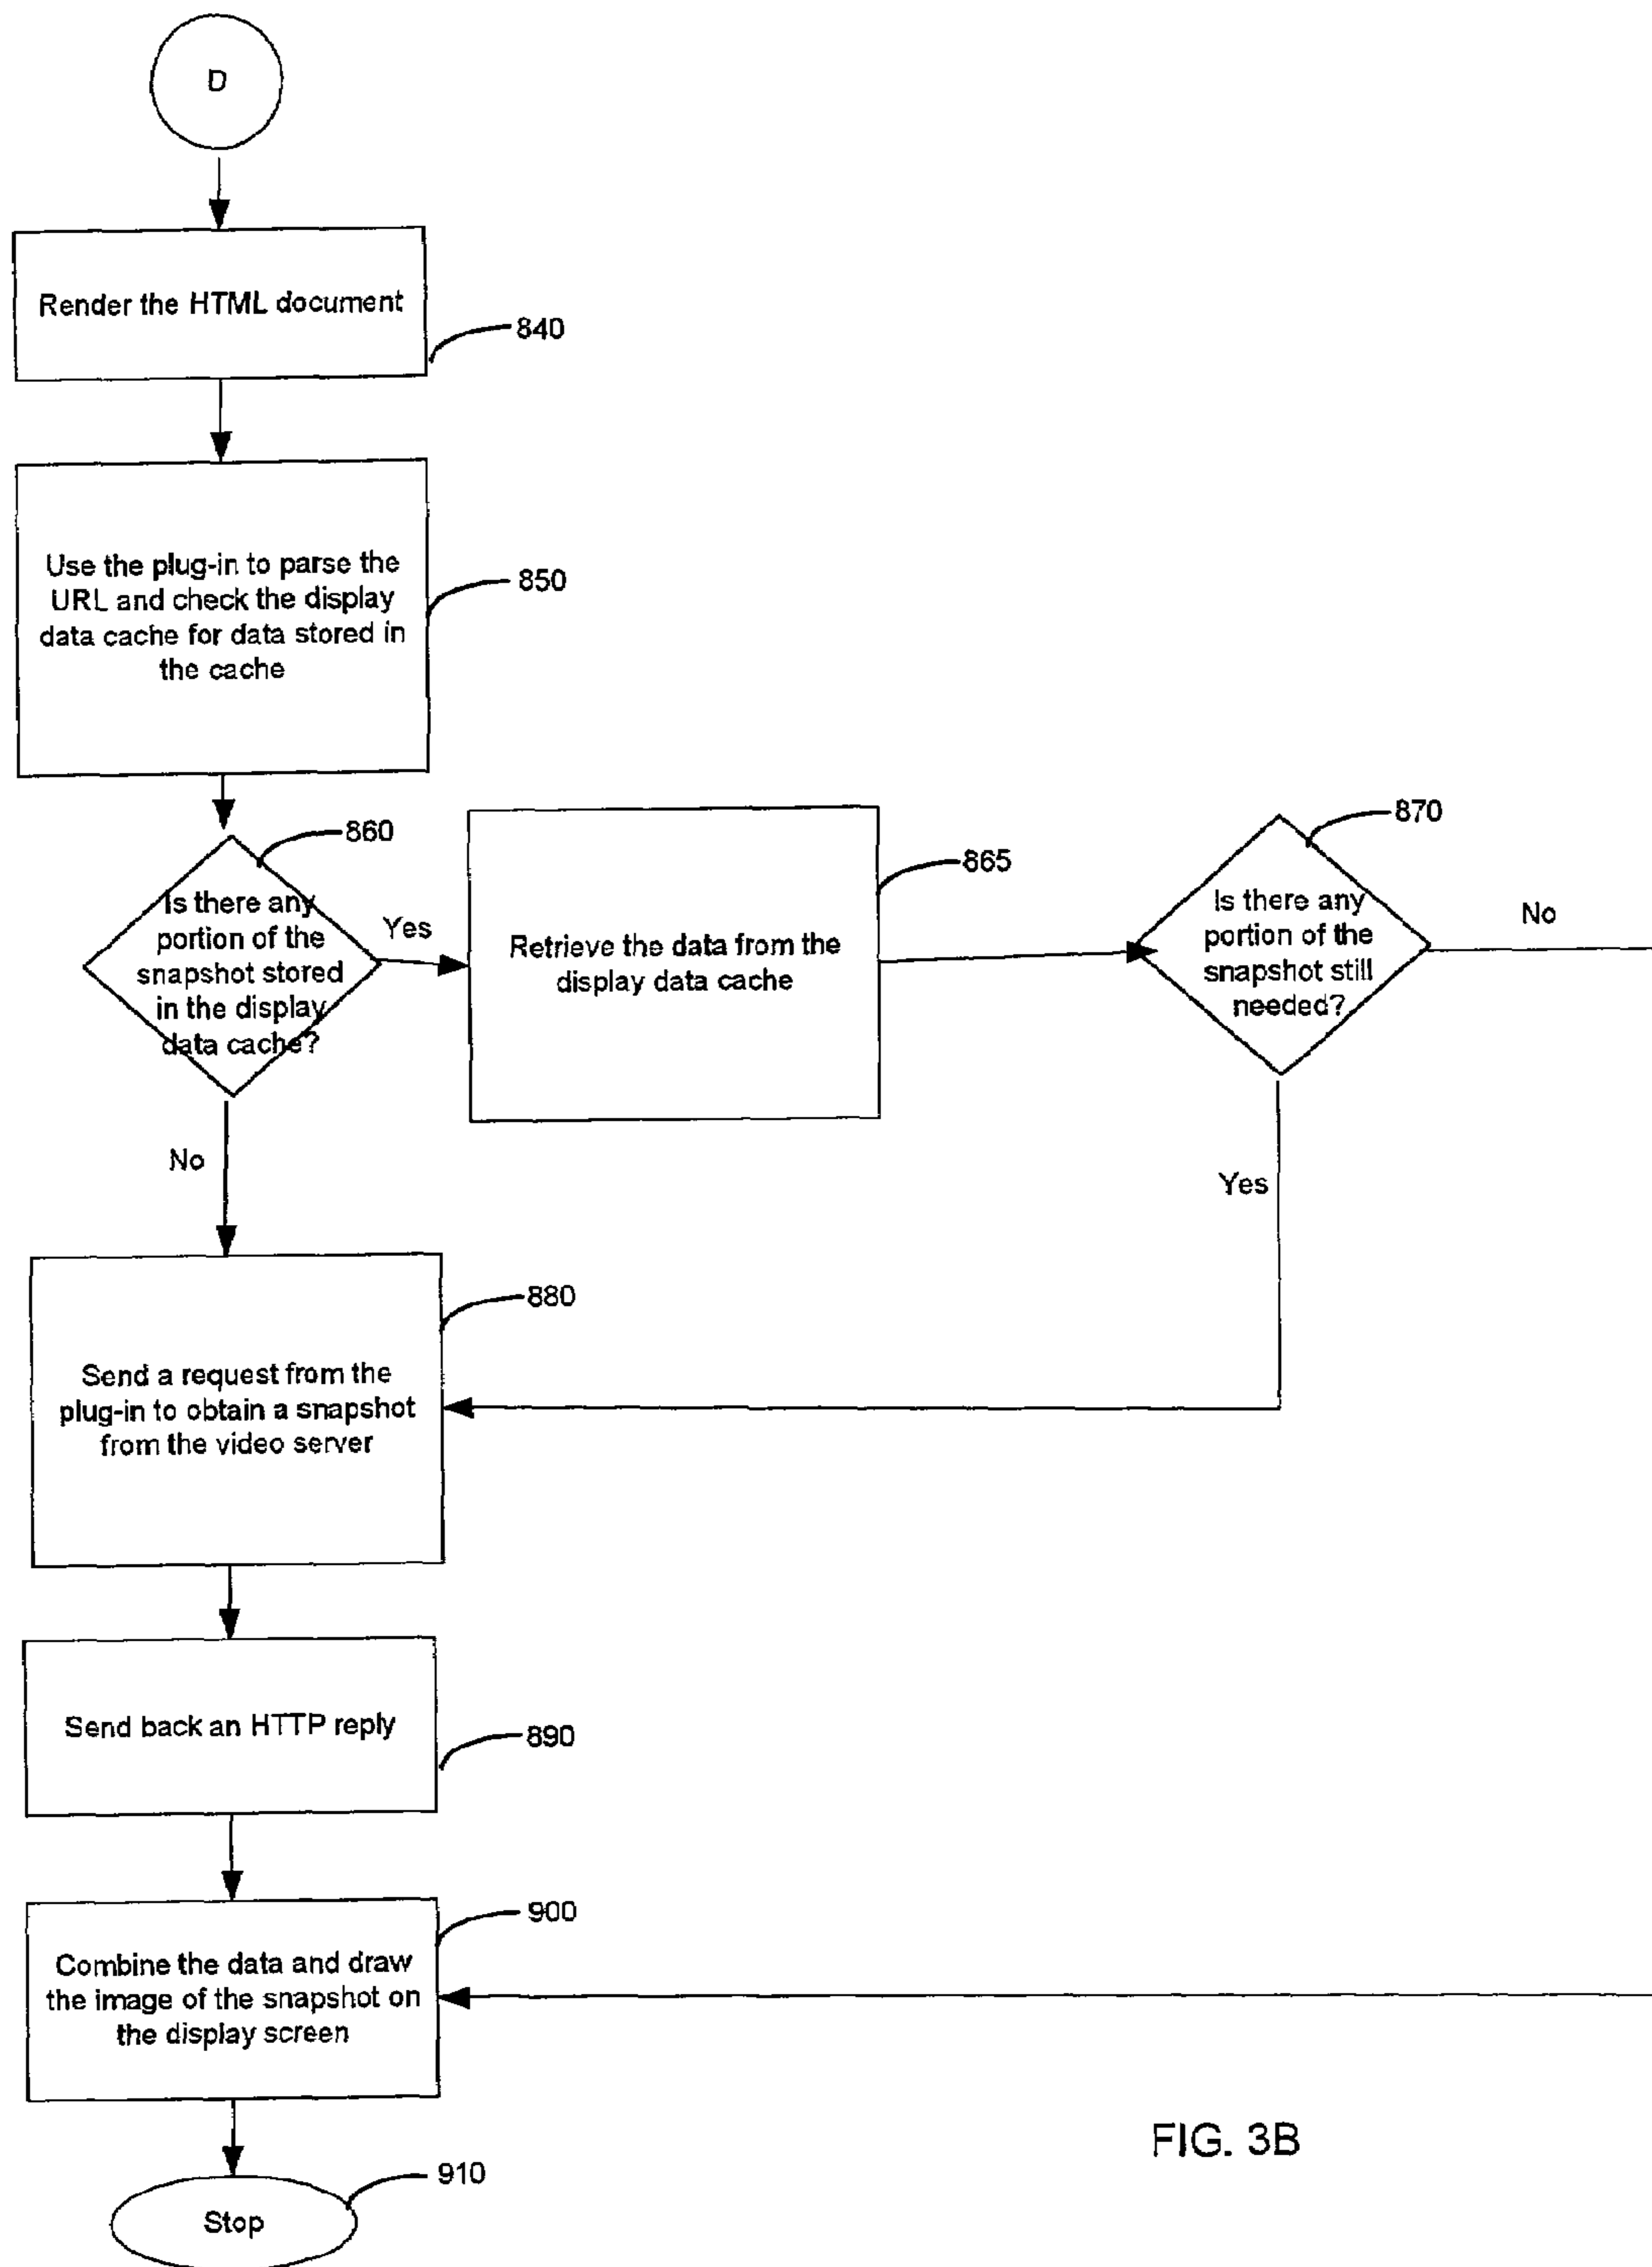 D
Render the HTML document
840
Use the plug-in to parse the
URL and check the display
data cache for data stored in
the cache
850
860
Is there any
portion of the
snapshot stored
in the display
data cache?
Yes
No
Retrieve the data from the
display data cache
865
870
Is there any
portion of the
snapshot still
needed?
No
Yes
Send a request from the
plug-in to obtain a snapshot
from the video server
880
Send back an HTTP reply
890
Combine the data and draw
the image of the snapshot on
the display screen
900
Stop
910
FIG. 3B